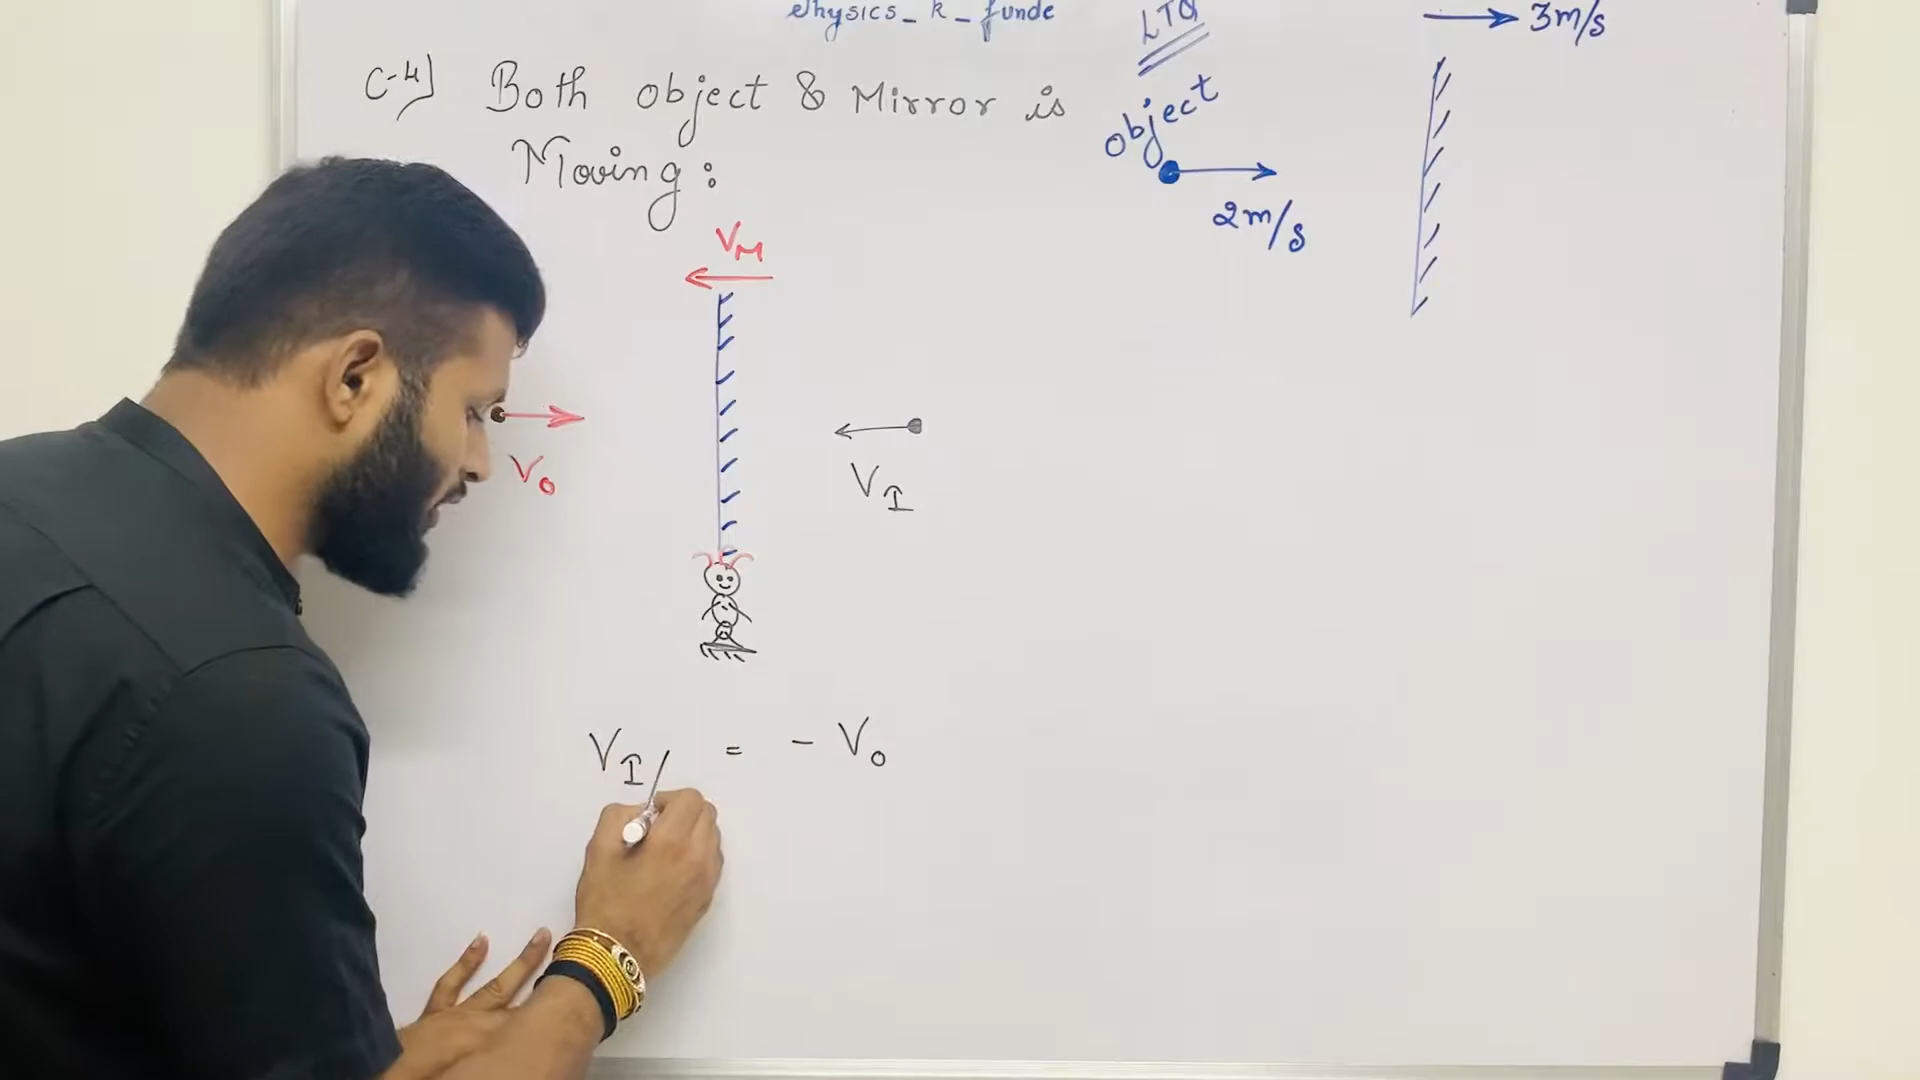 Physics_k_funde
LTQ
3m/s
C-4) Both object & Mirror is
Moving:
object
2m/s
VM
VO
VI
VI/ = - Vo